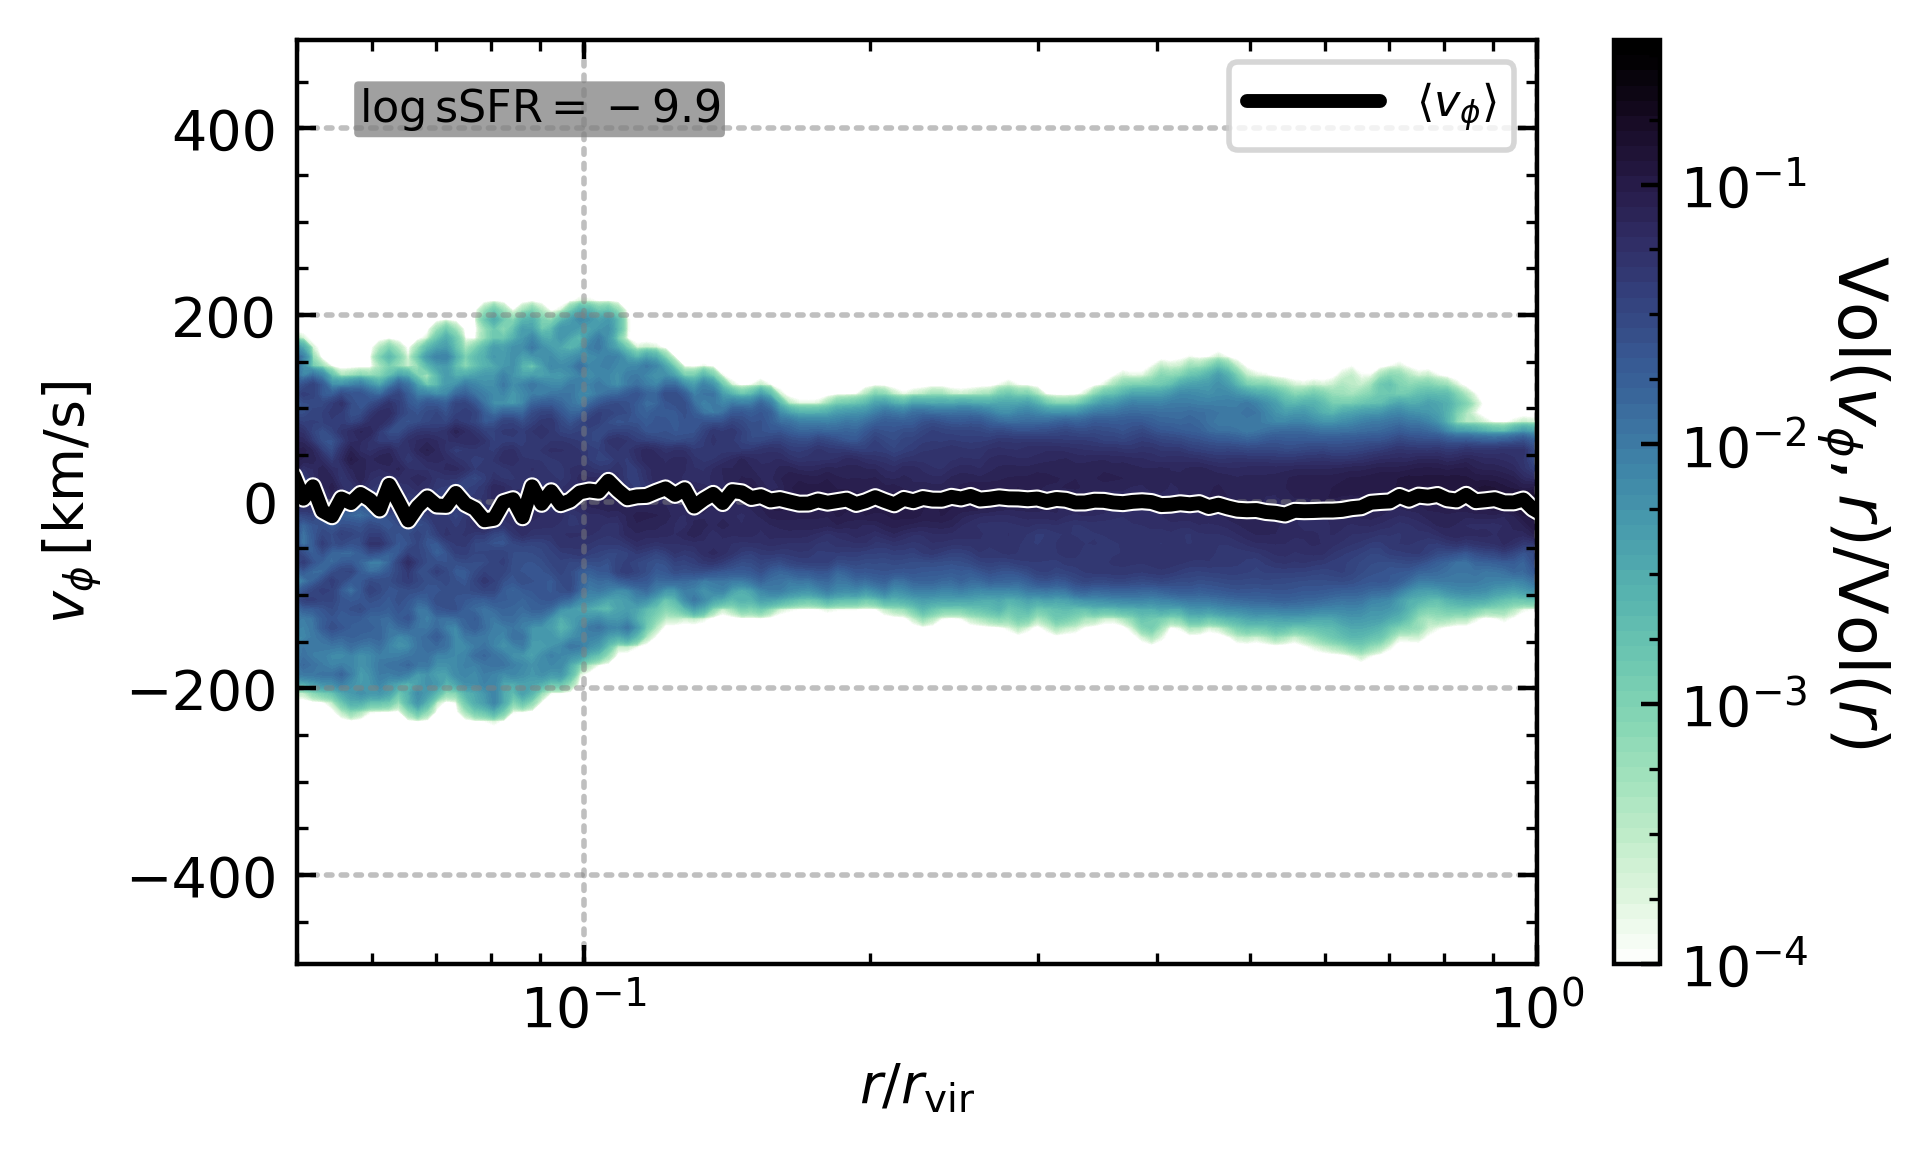 log sSFR = −9.9
⟨v_ϕ⟩
400
200
0
−200
−400
v_ϕ [km/s]
10^−1
10^0
r/r_vir
10^−1
10^−2
10^−3
10^−4
Vol(v_ϕ, r)/Vol(r)